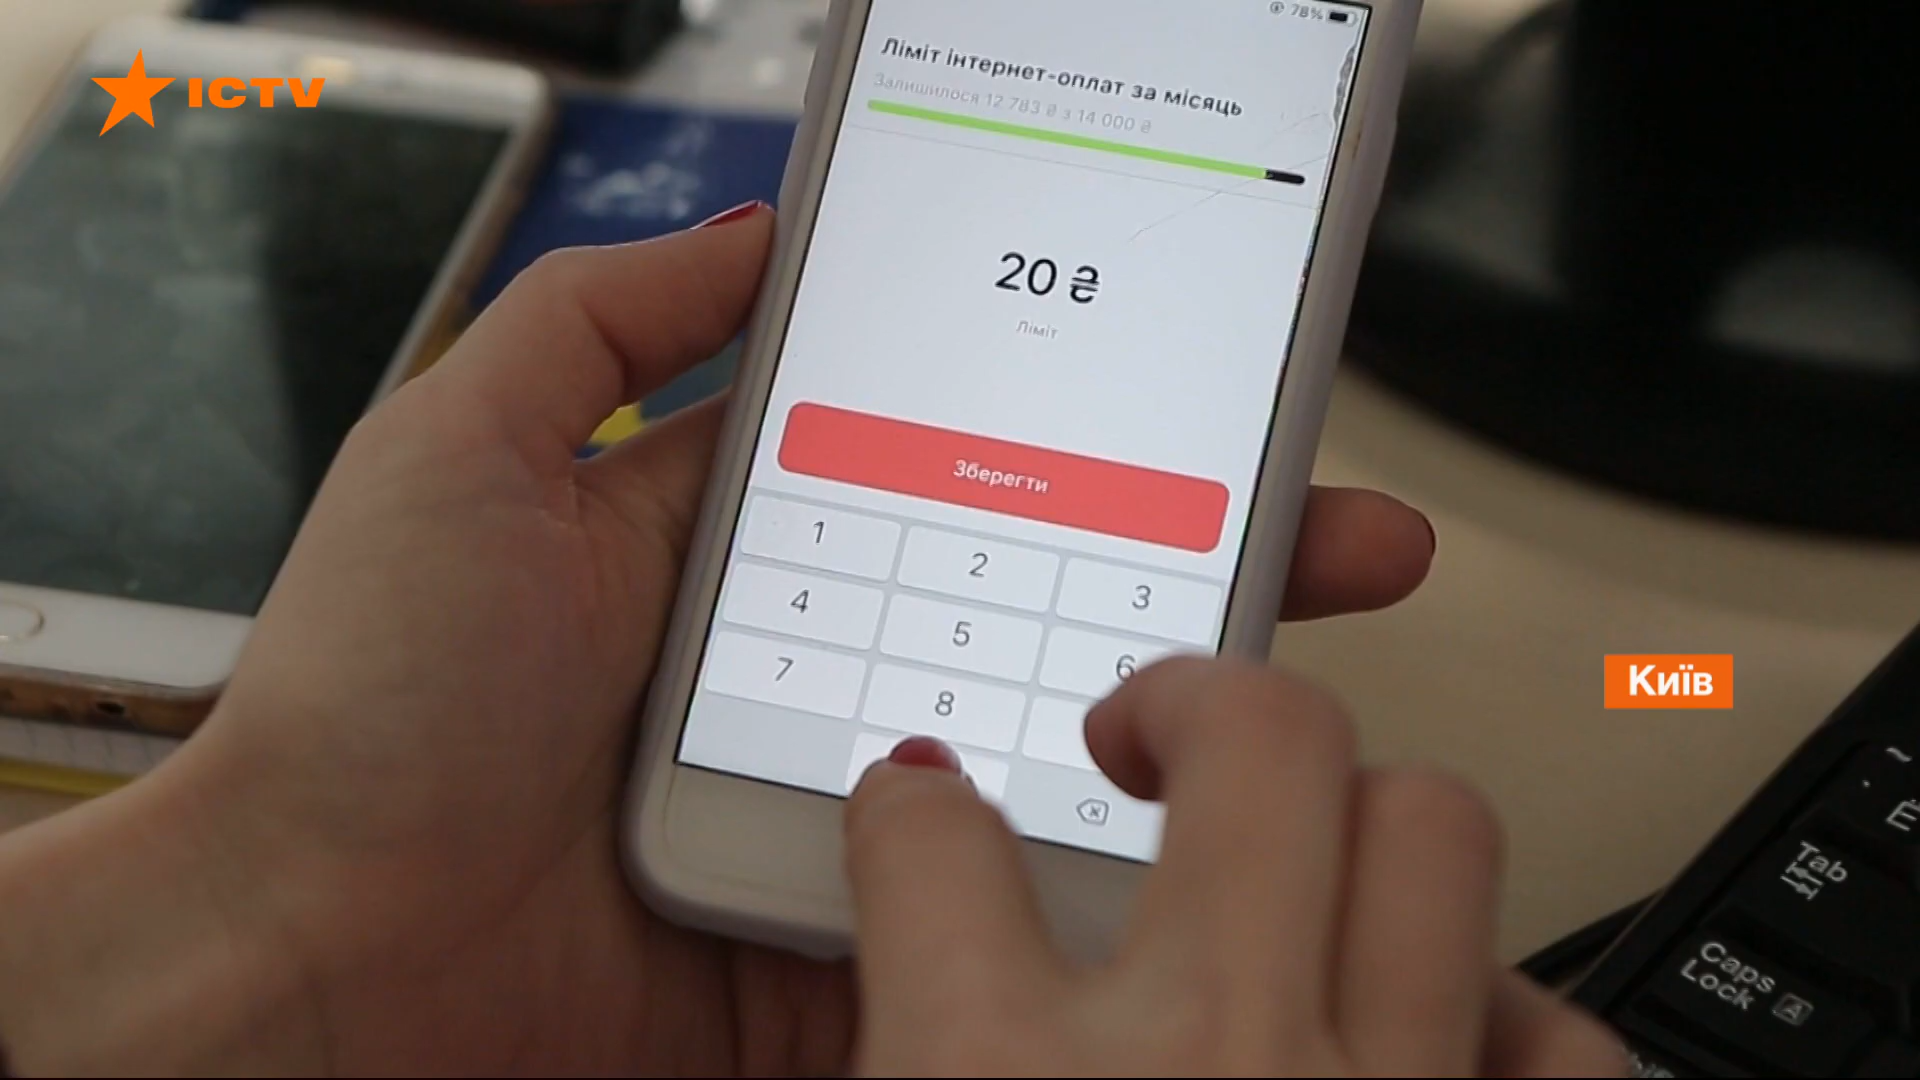 ICTV
78%
Ліміт інтернет-оплат за місяць
Залишилося 12 783 ₴ з 14 000 ₴
20 ₴
Ліміт
Зберегти
1 2 3
4 5 6
7 8
Київ
~
Ё
Tab
Caps
Lock A